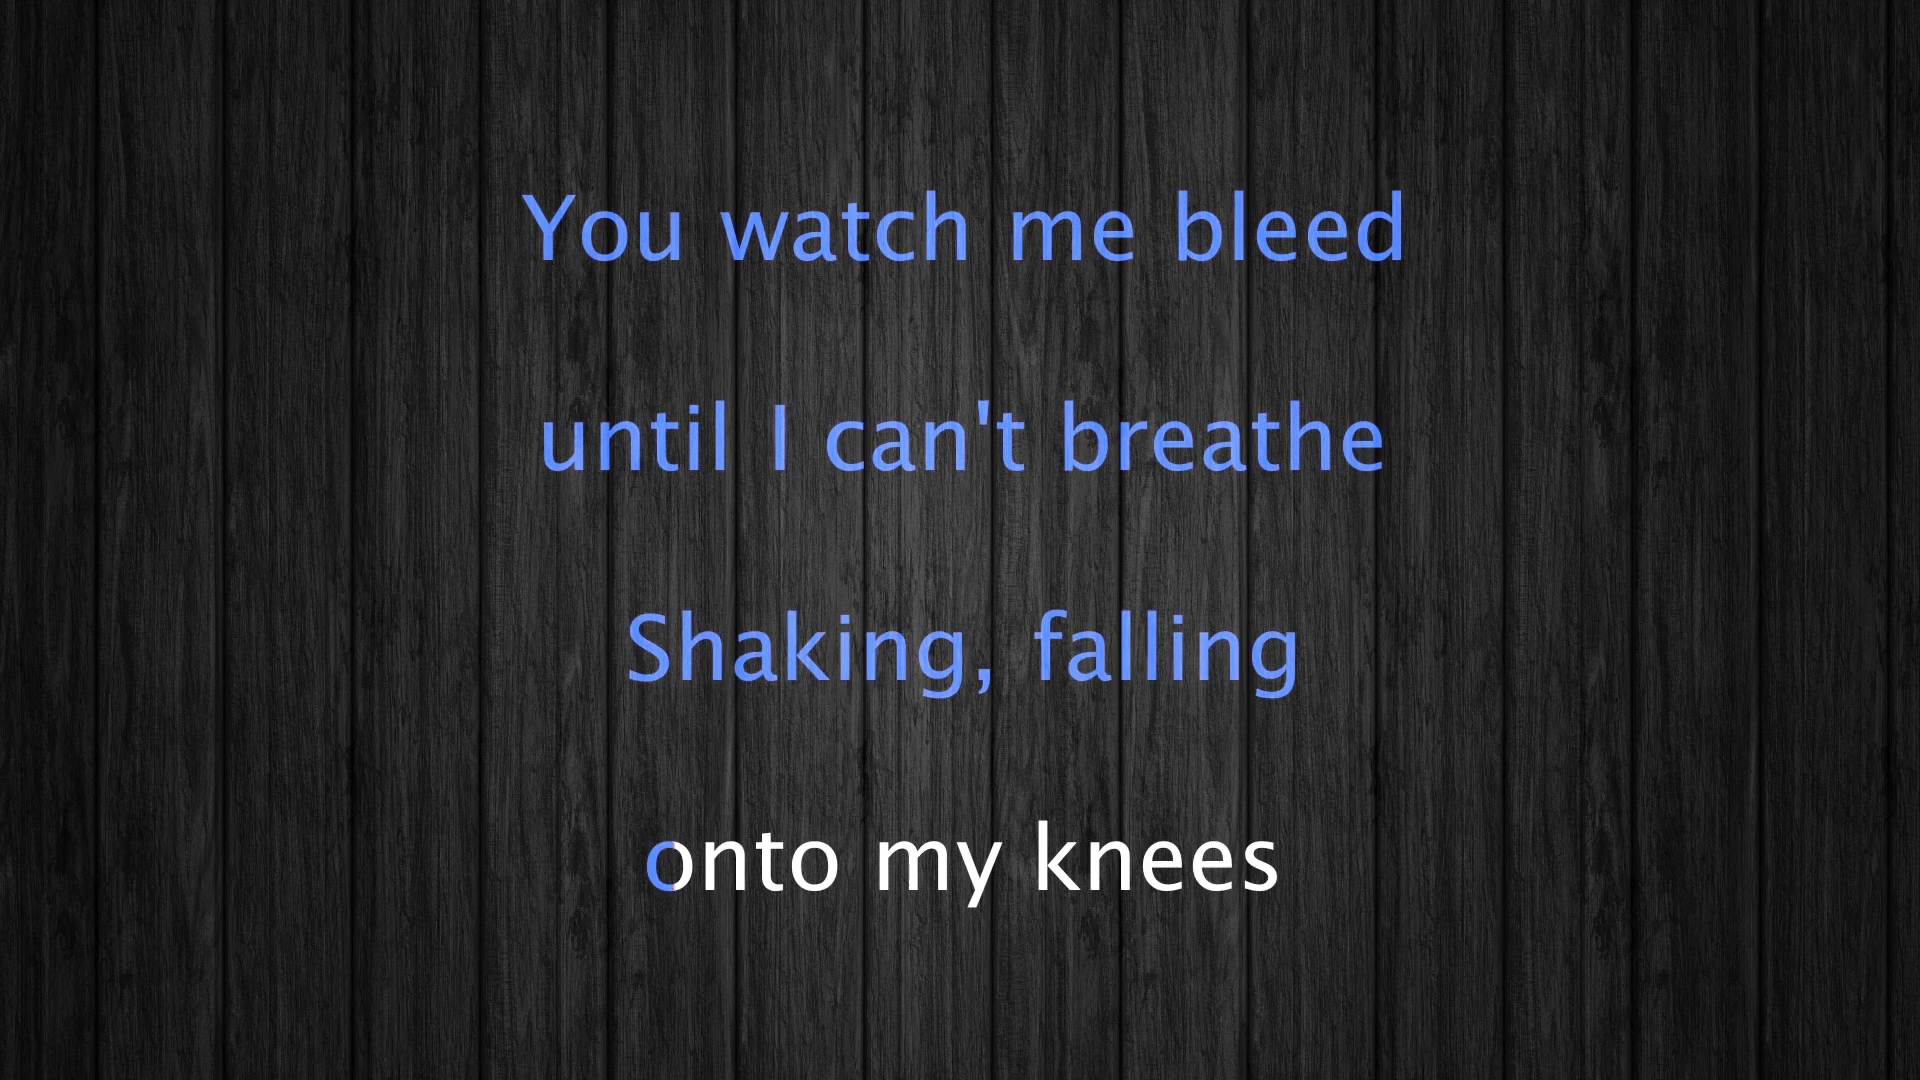 You watch me bleed
until I can't breathe
Shaking, falling
onto my knees